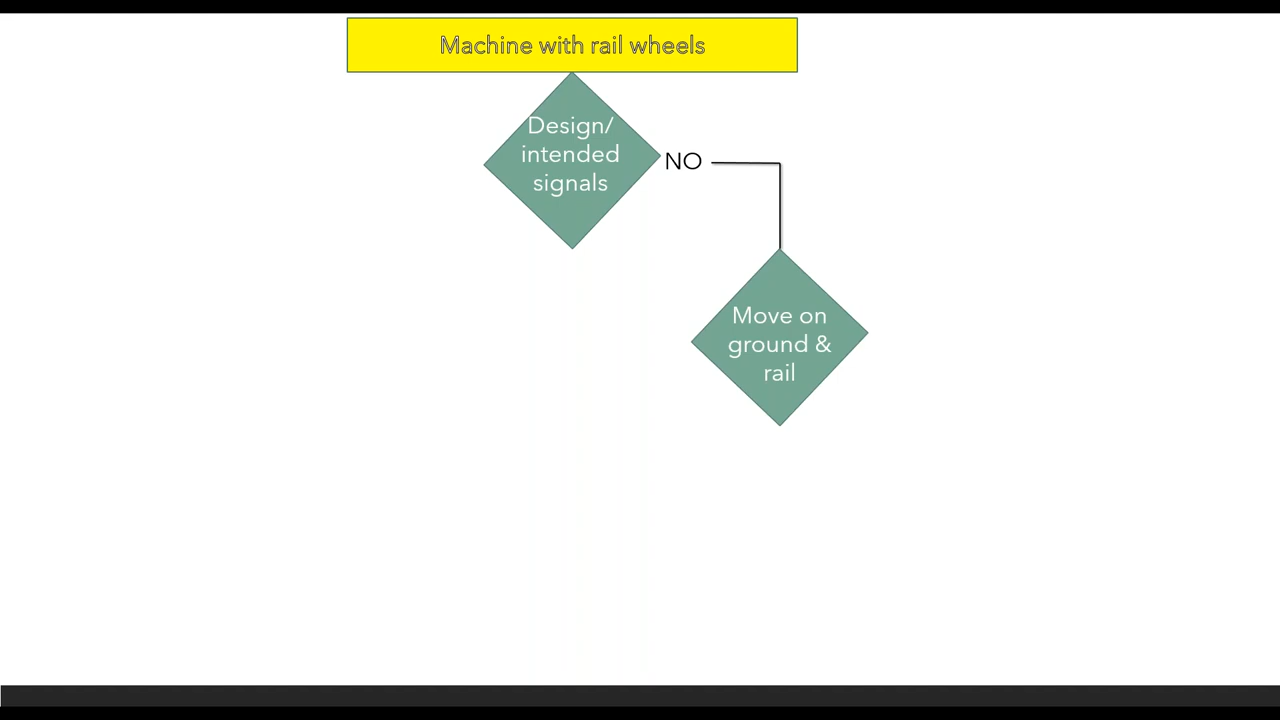 Machine with rail wheels
Design/
intended
signals
NO
Move on
ground &
rail